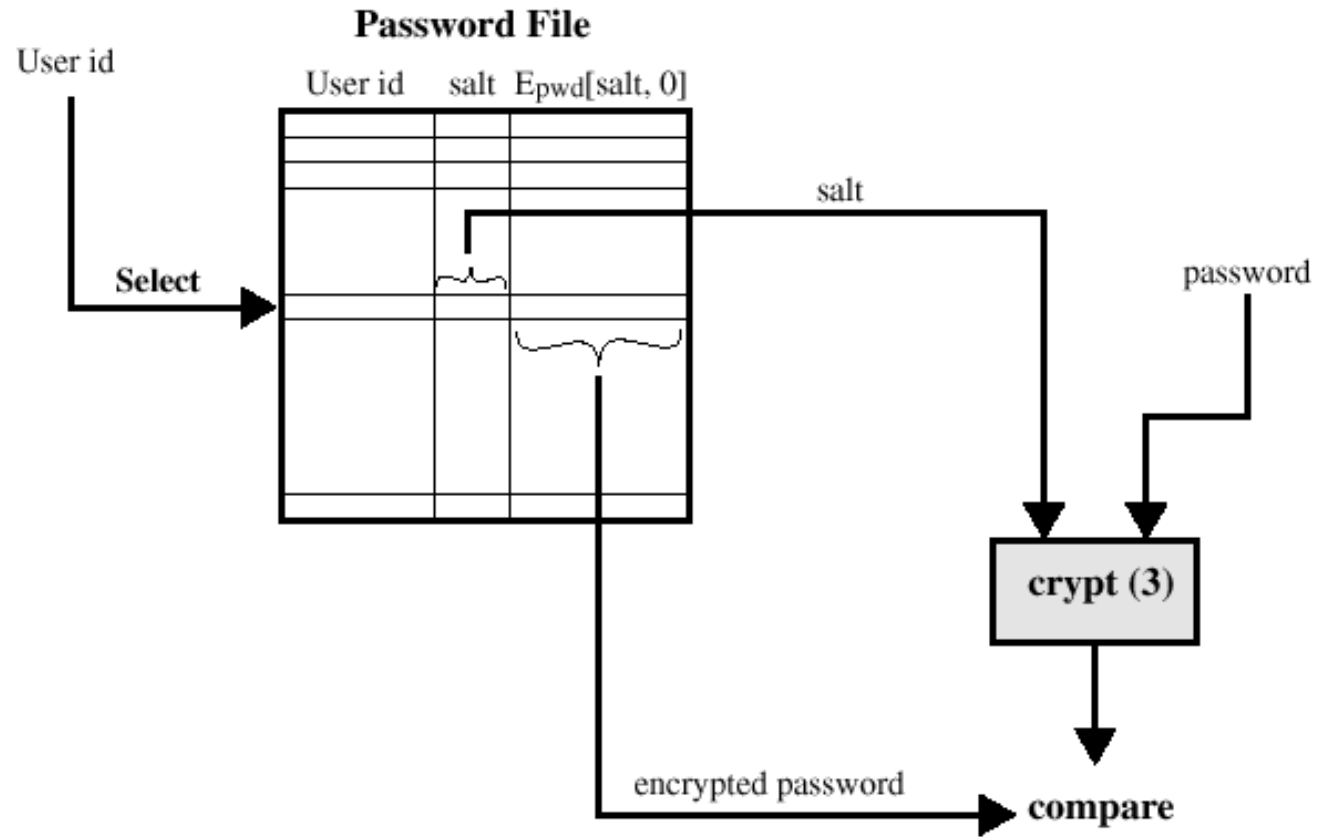 Password File
User id
User id salt Epwd[salt, 0]
salt
Select
password
crypt (3)
encrypted password
compare